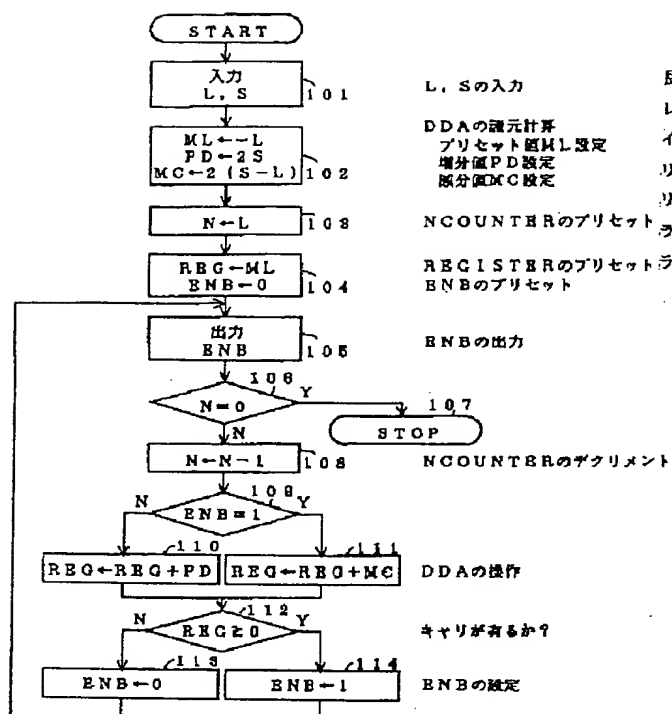 START
入力
L, S
101
L, Sの入力
ML←-L
PD←2S
MC←2(S-L)
102
DDAの諸元計算
プリセット値ML設定
増分値PD設定
減分値MC設定
N←L
103
NCOUNTERのプリセット
REG←ML
ENB←0
104
REGISTERのプリセット
ENBのプリセット
出力
ENB
105
ENBの出力
106
N=0
Y
N
107
STOP
N←N-1
108
NCOUNTERのデクリメント
109
N
ENB=1
Y
110
REG←REG+PD
111
REG←REG+MC
DDAの操作
112
N
REG≥0
Y
キャリが有るか?
113
ENB←0
114
ENB←1
ENBの設定
レ
イ
リ
リ
ラ
ラ